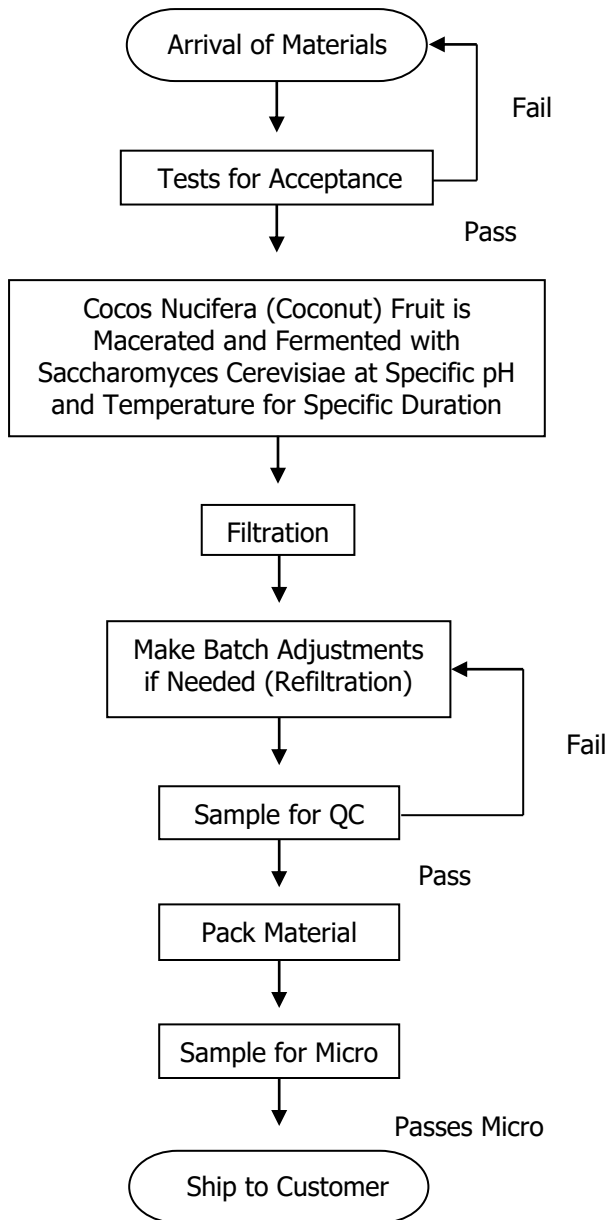 Arrival of Materials
Fail
Tests for Acceptance
Pass
Cocos Nucifera (Coconut) Fruit is
Macerated and Fermented with
Saccharomyces Cerevisiae at Specific pH
and Temperature for Specific Duration
Filtration
Make Batch Adjustments
if Needed (Refiltration)
Fail
Sample for QC
Pass
Pack Material
Sample for Micro
Passes Micro
Ship to Customer